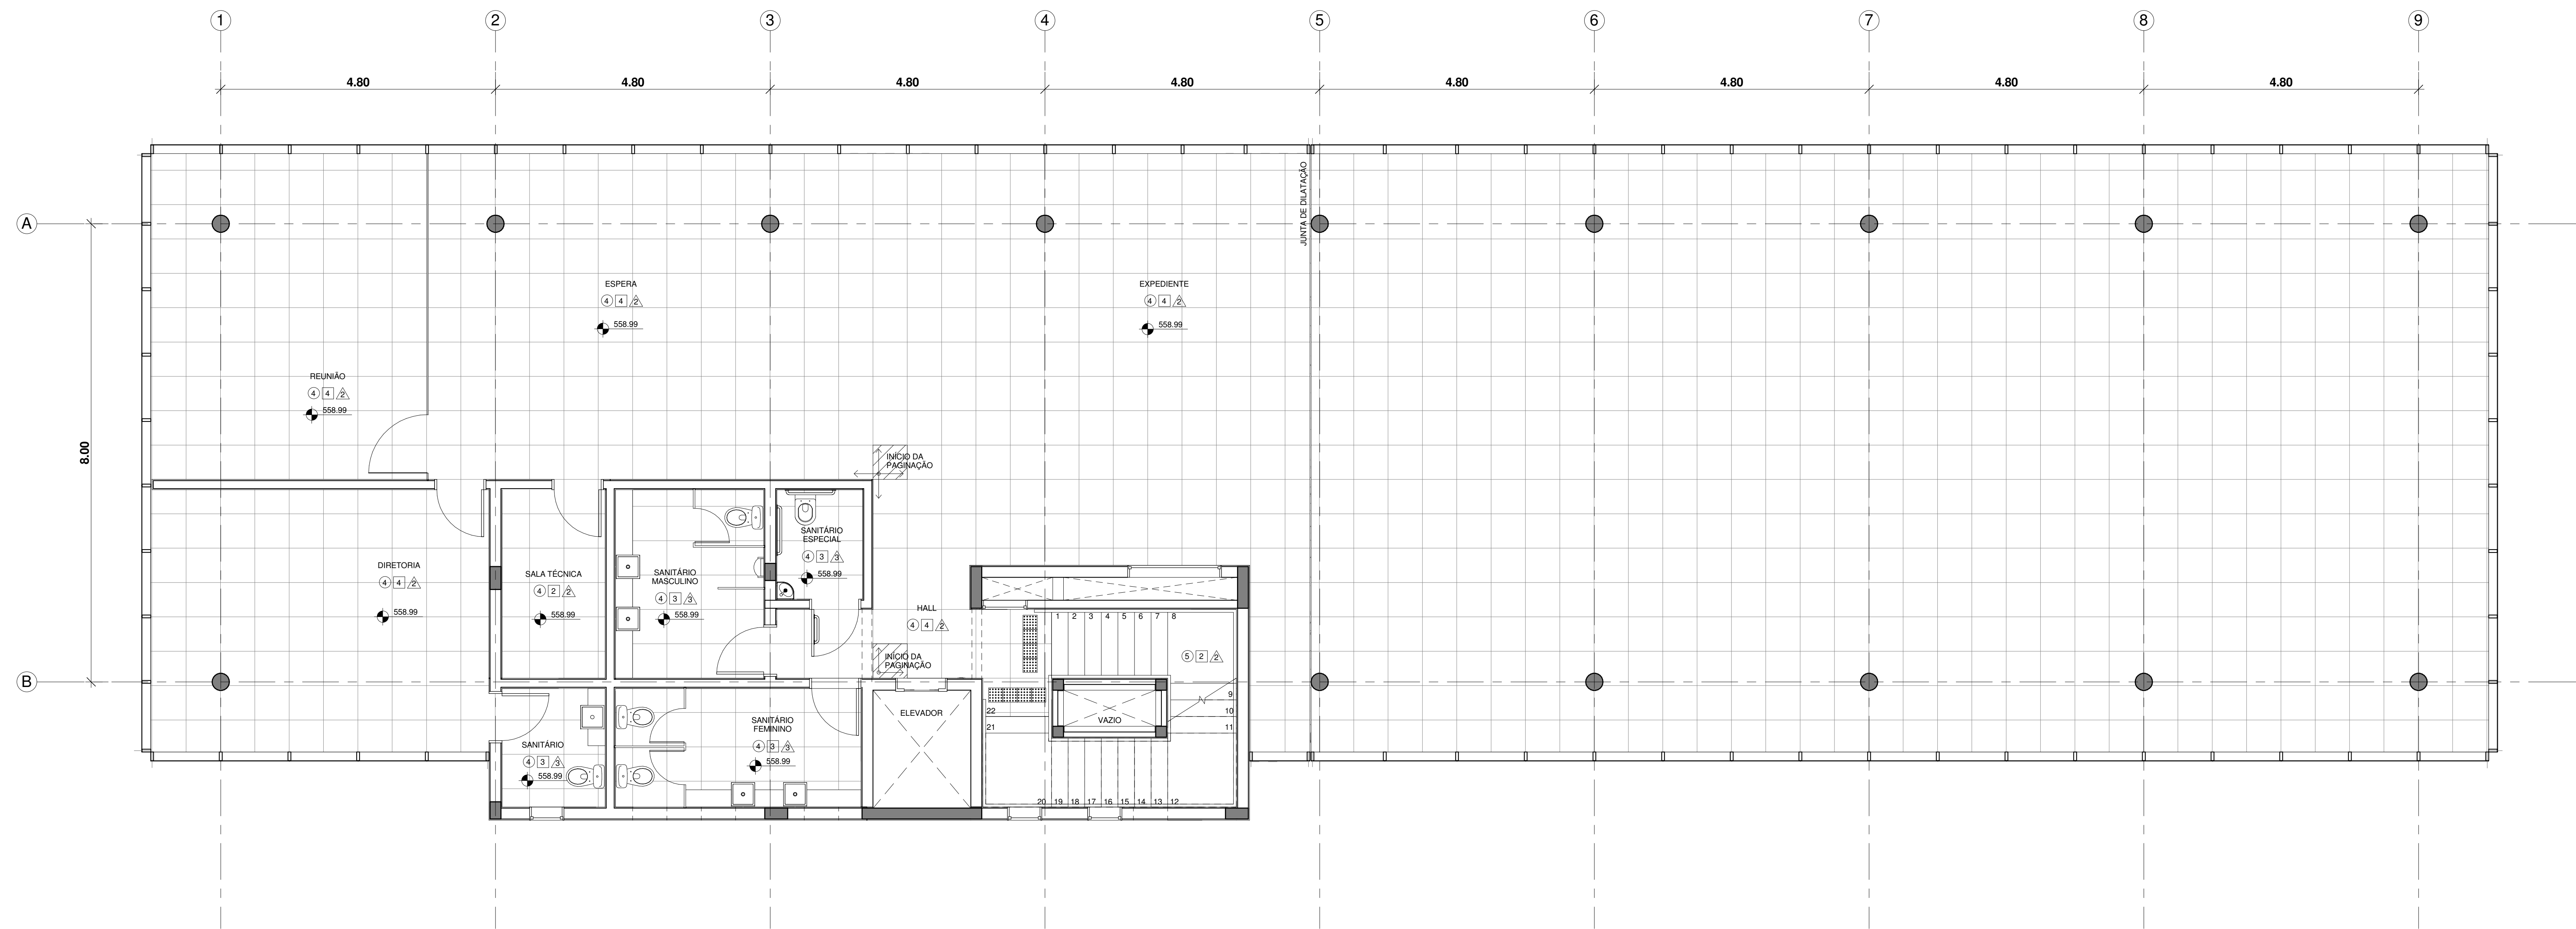 1 2 3 4 5 6 7 8 9
4.80 4.80 4.80 4.80 4.80 4.80 4.80 4.80
JUNTA DE DILATAÇÃO
A
ESPERA
4 4 2
558.99
EXPEDIENTE
4 4 2
558.99
REUNIÃO
4 4 2
558.99
8.00
INÍCIO DA
PAGINAÇÃO
SANITÁRIO
ESPECIAL
4 3 3
558.99
DIRETORIA
4 4 2
558.99
SALA TÉCNICA
4 2 2
558.99
SANITÁRIO
MASCULINO
4 3 3
558.99
HALL
4 4 2
1 2 3 4 5 6 7 8
5 2 2
INÍCIO DA
PAGINAÇÃO
B
9
22
10
21
11
ELEVADOR
VAZIO
SANITÁRIO
FEMININO
4 3 3
558.99
SANITÁRIO
4 3 3
558.99
20 19 18 17 16 15 14 13 12